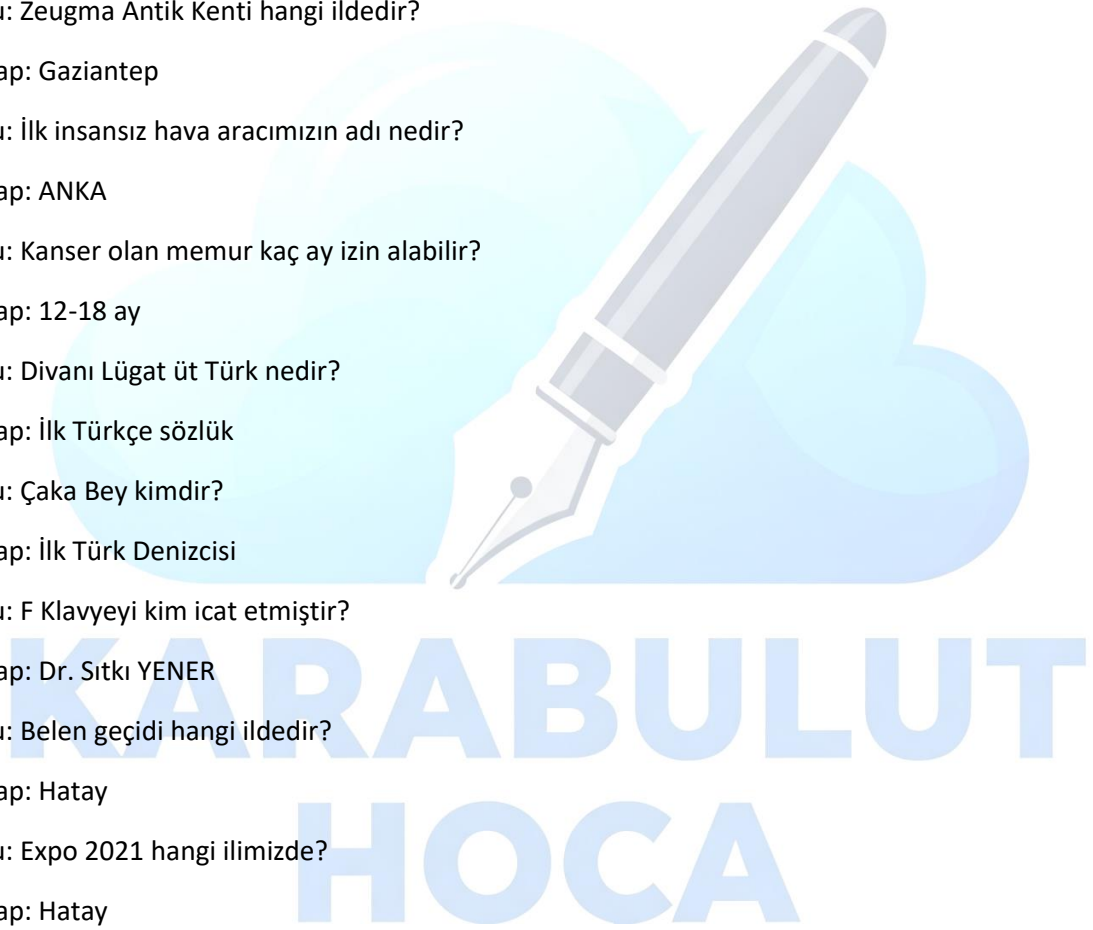 u: Zeugma Antik Kenti hangi ildedir?
ap: Gaziantep
u: İlk insansız hava aracımızın adı nedir?
ap: ANKA
u: Kanser olan memur kaç ay izin alabilir?
ap: 12-18 ay
u: Divanı Lügat üt Türk nedir?
ap: İlk Türkçe sözlük
u: Çaka Bey kimdir?
ap: İlk Türk Denizcisi
u: F Klavyeyi kim icat etmiştir?
ap: Dr. Sıtkı YENER
u: Belen geçidi hangi ildedir?
ap: Hatay
u: Expo 2021 hangi ilimizde?
ap: Hatay
KARABULUT
HOCA